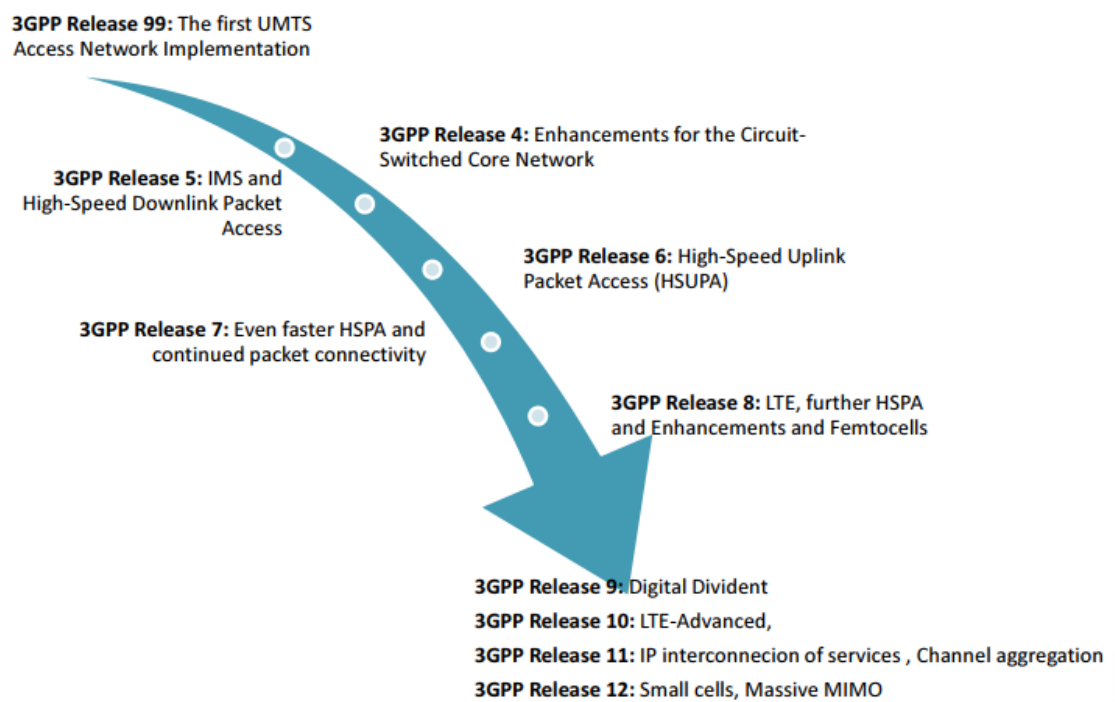 3GPP Release 99: The first UMTS
Access Network Implementation
3GPP Release 4: Enhancements for the Circuit-
Switched Core Network
3GPP Release 5: IMS and
High-Speed Downlink Packet
Access
3GPP Release 6: High-Speed Uplink
Packet Access (HSUPA)
3GPP Release 7: Even faster HSPA and
continued packet connectivity
3GPP Release 8: LTE, further HSPA
and Enhancements and Femtocells
3GPP Release 9: Digital Divident
3GPP Release 10: LTE-Advanced,
3GPP Release 11: IP interconnecion of services , Channel aggregation
3GPP Release 12: Small cells, Massive MIMO